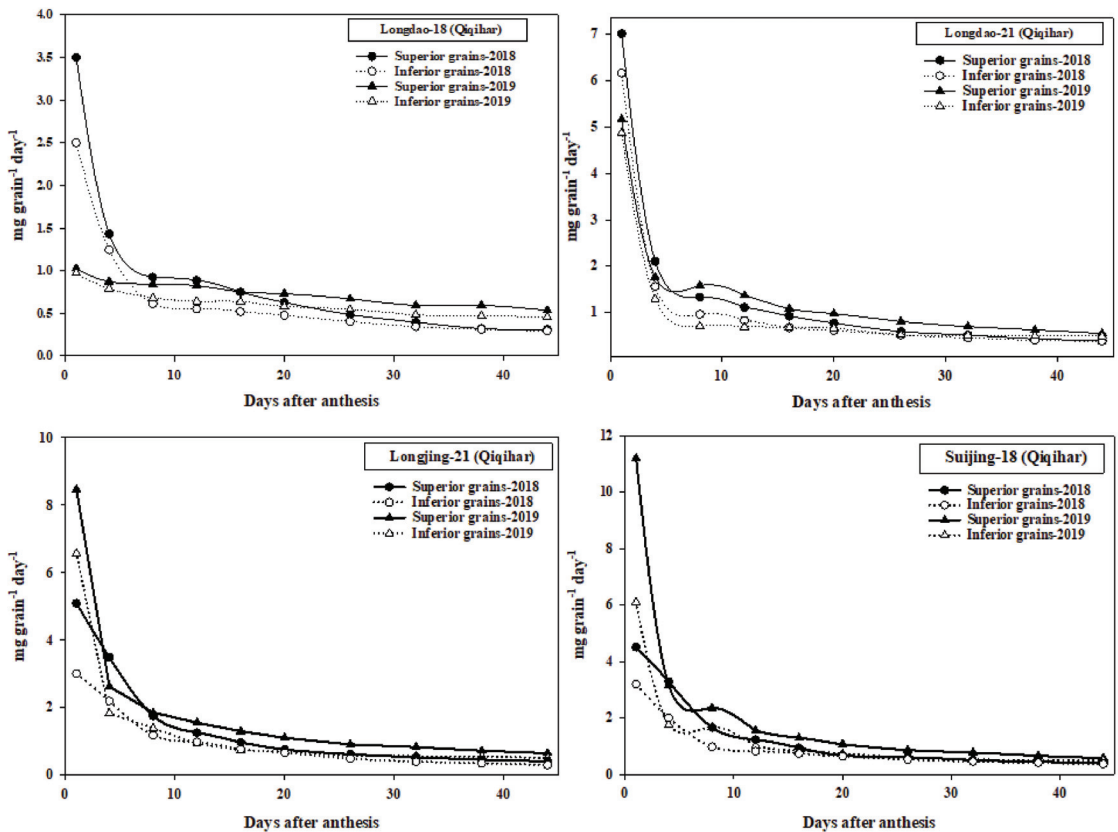 Longdao-18 (Qiqihar)
Superior grains-2018
Inferior grains-2018
Superior grains-2019
Inferior grains-2019
mg grain⁻¹ day⁻¹
4.0
3.5
3.0
2.5
2.0
1.5
1.0
0.5
0.0
0 10 20 30 40
Days after anthesis
Longdao-21 (Qiqihar)
Superior grains-2018
Inferior grains-2018
Superior grains-2019
Inferior grains-2019
mg grain⁻¹ day⁻¹
7
6
5
4
3
2
1
0 10 20 30 40
Days after anthesis
Longjing-21 (Qiqihar)
Superior grains-2018
Inferior grains-2018
Superior grains-2019
Inferior grains-2019
mg grain⁻¹ day⁻¹
10
8
6
4
2
0
0 10 20 30 40
Days after anthesis
Suijing-18 (Qiqihar)
Superior grains-2018
Inferior grains-2018
Superior grains-2019
Inferior grains-2019
mg grain⁻¹ day⁻¹
12
10
8
6
4
2
0
0 10 20 30 40
Days after anthesis